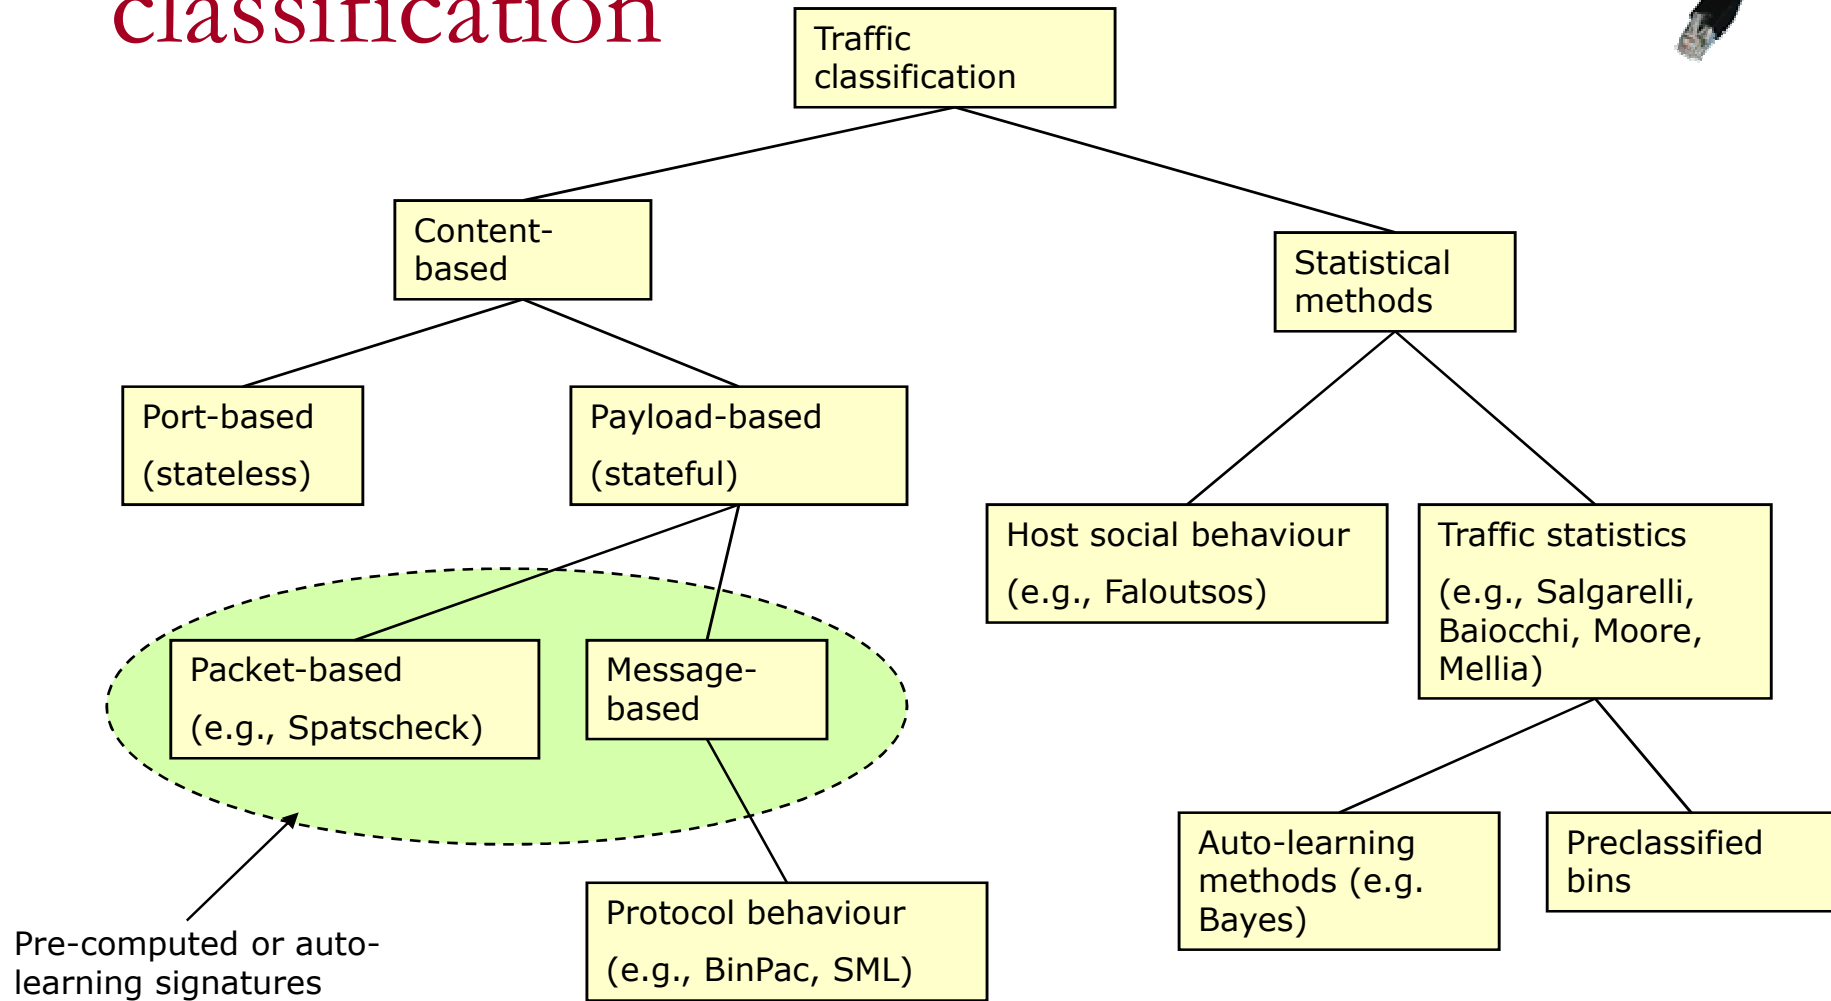 classification
Traffic
classification
Content-
based
Statistical
methods
Port-based
(stateless)
Payload-based
(stateful)
Host social behaviour
(e.g., Faloutsos)
Traffic statistics
(e.g., Salgarelli,
Baiocchi, Moore,
Mellia)
Packet-based
(e.g., Spatscheck)
Message-
based
Auto-learning
methods (e.g.
Bayes)
Preclassified
bins
Protocol behaviour
(e.g., BinPac, SML)
Pre-computed or auto-
learning signatures